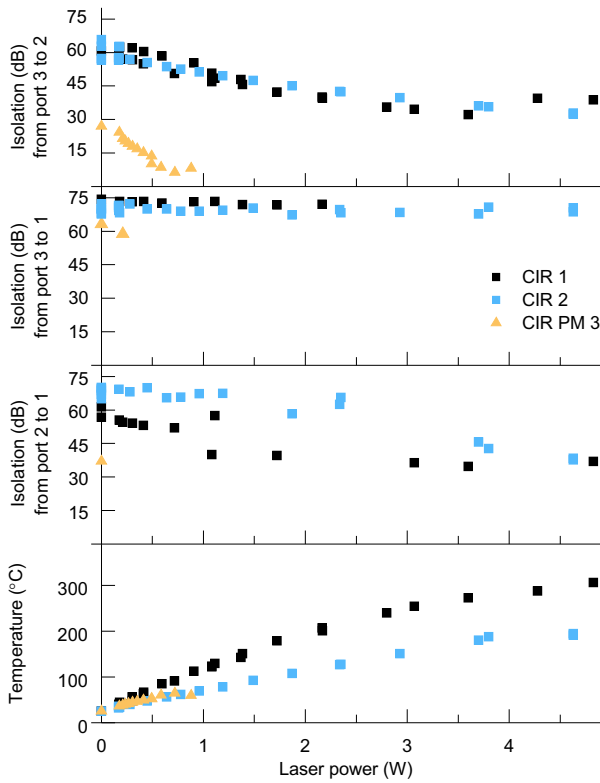 75
60
45
30
15
Isolation (dB)
from port 3 to 2
75
60
45
30
15
Isolation (dB)
from port 3 to 1
CIR 1
CIR 2
CIR PM 3
75
60
45
30
15
Isolation (dB)
from port 2 to 1
300
200
100
0
Temperature (°C)
0 1 2 3 4
Laser power (W)